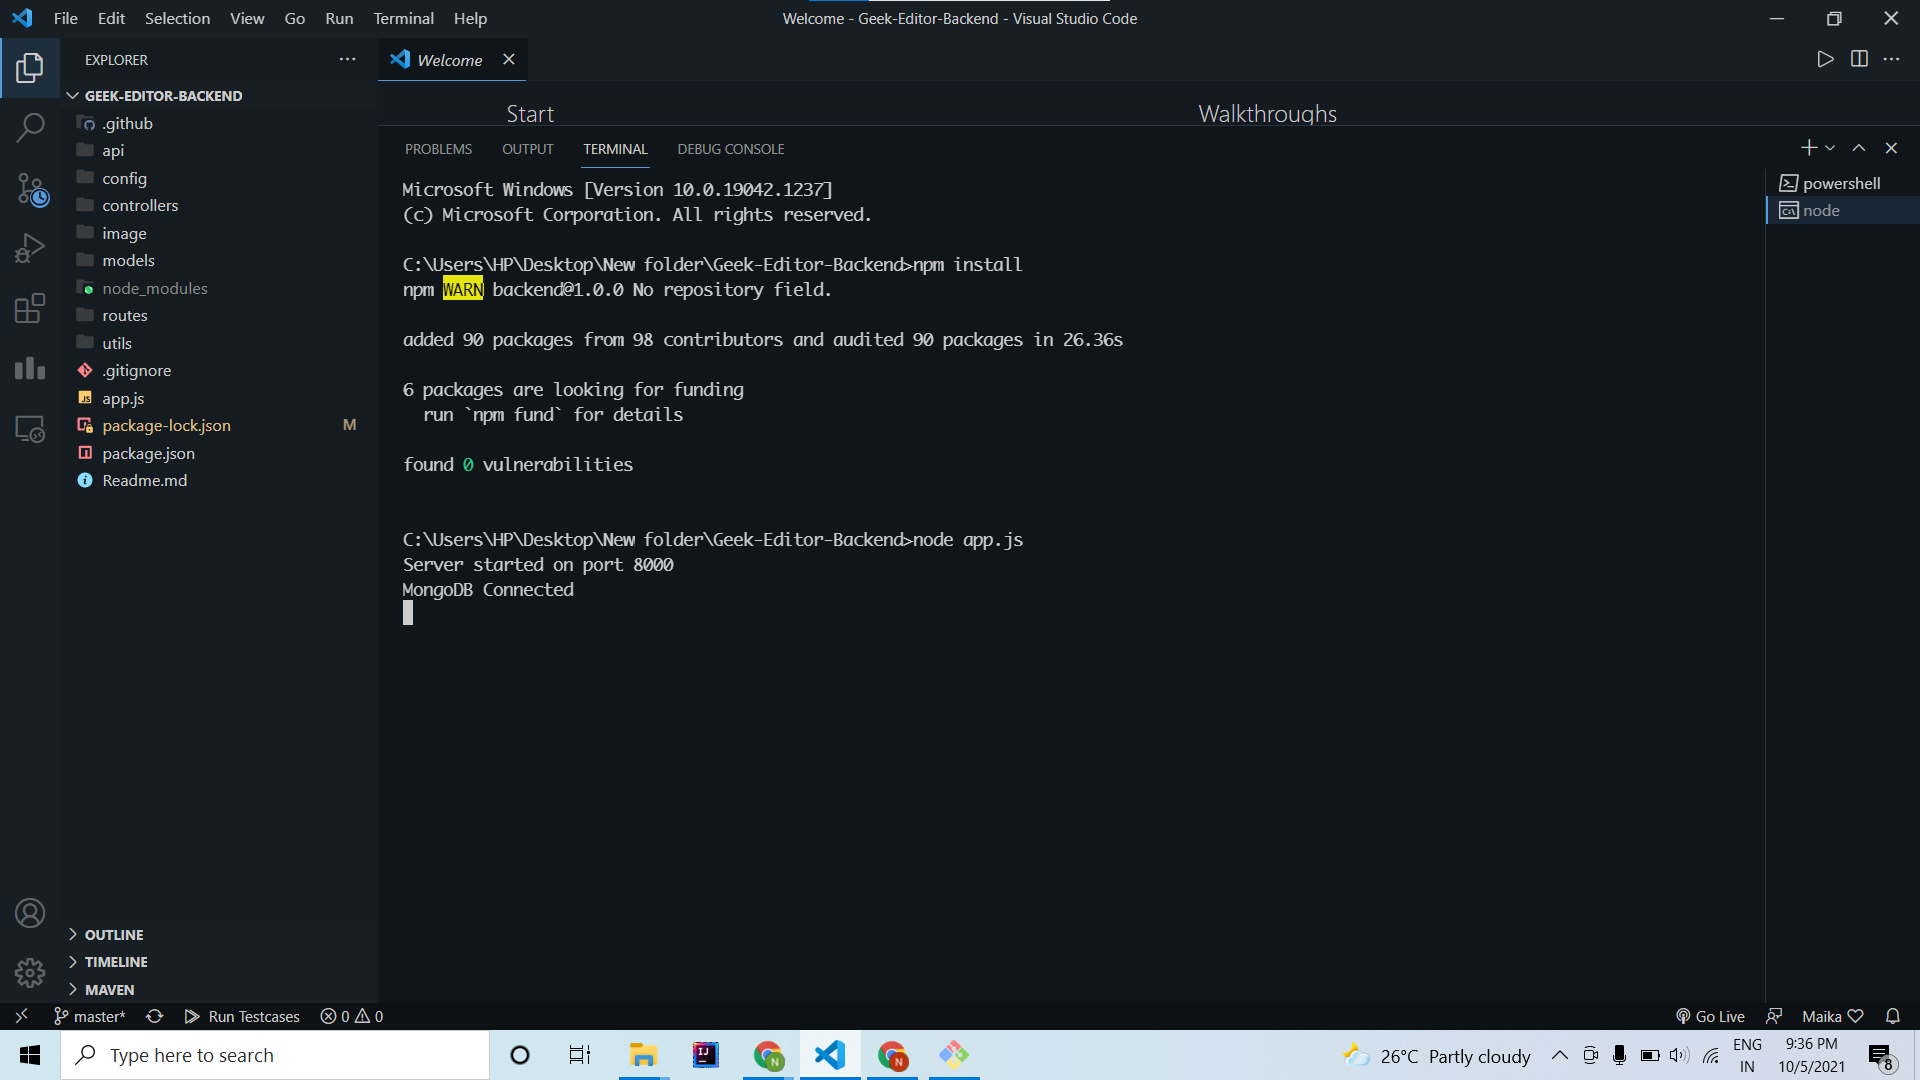 File Edit Selection View Go Run Terminal Help
Welcome - Geek-Editor-Backend - Visual Studio Code
EXPLORER
Welcome
GEEK-EDITOR-BACKEND
.github
api
config
controllers
image
models
node_modules
routes
utils
.gitignore
JS app.js
package-lock.json M
package.json
Readme.md
OUTLINE
TIMELINE
MAVEN
Start
Walkthroughs
PROBLEMS OUTPUT TERMINAL DEBUG CONSOLE
Microsoft Windows [Version 10.0.19042.1237]
(c) Microsoft Corporation. All rights reserved.
C:\Users\HP\Desktop\New folder\Geek-Editor-Backend>npm install
npm WARN backend@1.0.0 No repository field.
added 90 packages from 98 contributors and audited 90 packages in 26.36s
6 packages are looking for funding
run `npm fund` for details
found 0 vulnerabilities
C:\Users\HP\Desktop\New folder\Geek-Editor-Backend>node app.js
Server started on port 8000
MongoDB Connected
powershell
node
master* Run Testcases 0 0
Go Live Maika
Type here to search
IJ
N
N
26°C Partly cloudy
ENG
IN
9:36 PM
10/5/2021
8